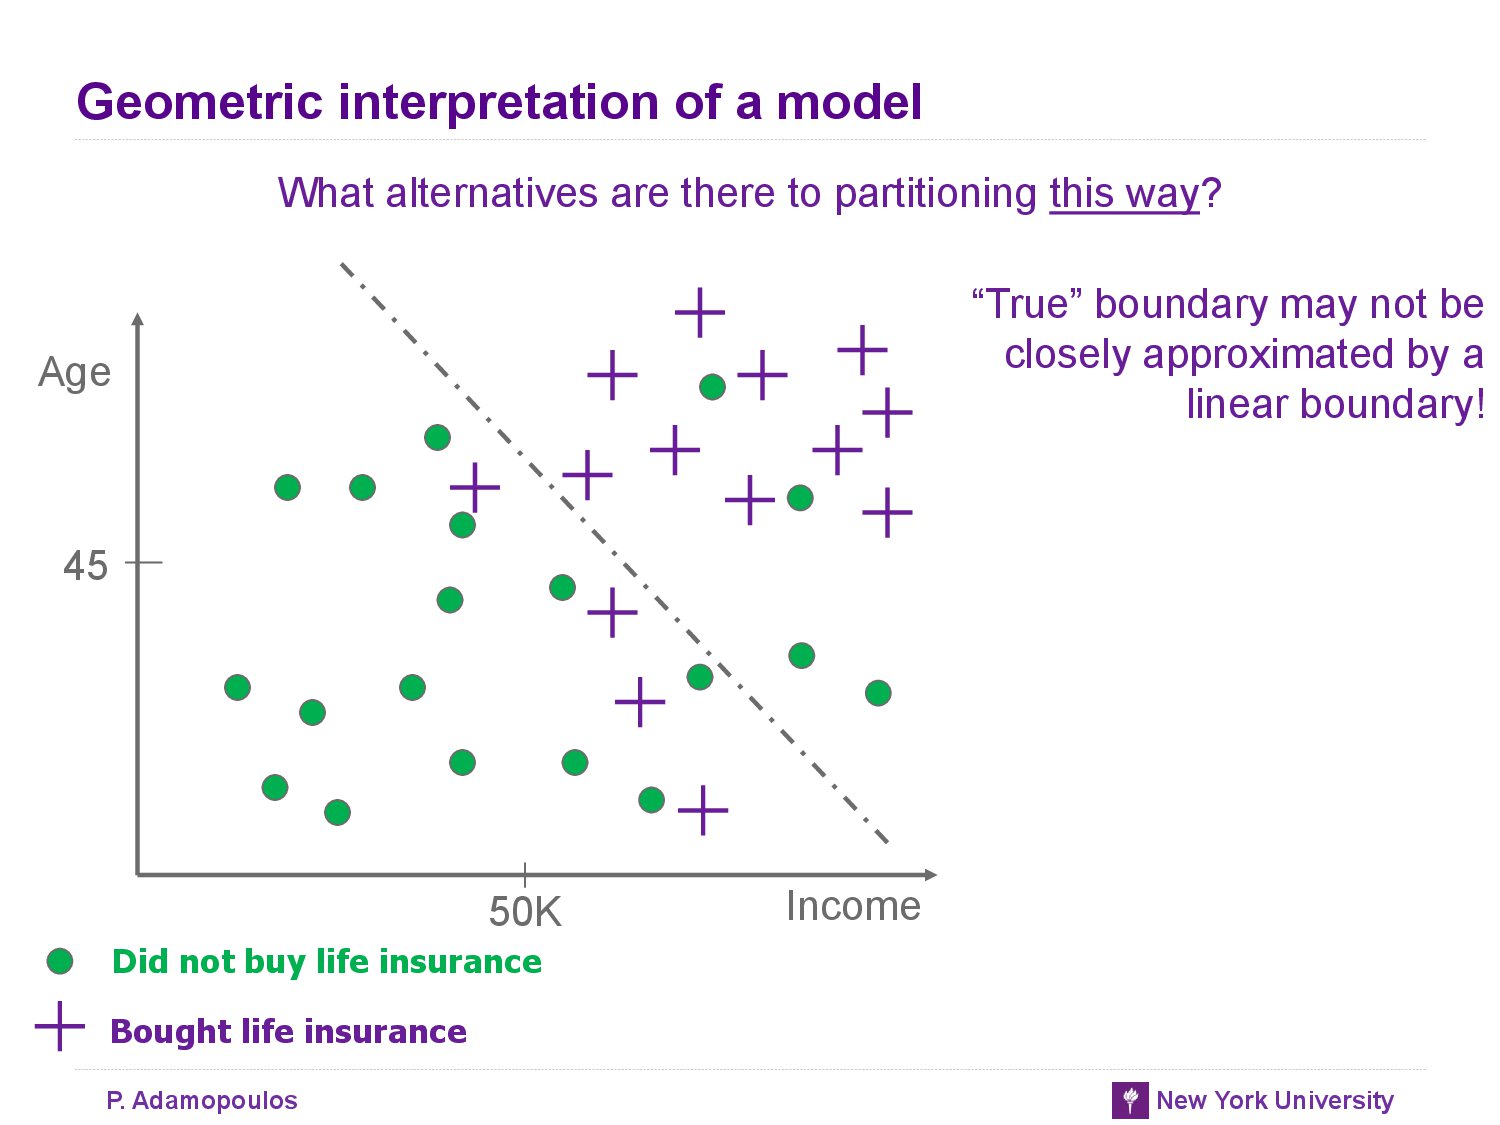 Geometric interpretation of a model
What alternatives are there to partitioning this way?
“True” boundary may not be
closely approximated by a
linear boundary!
Age
45
50K
Income
Did not buy life insurance
Bought life insurance
P. Adamopoulos
New York University